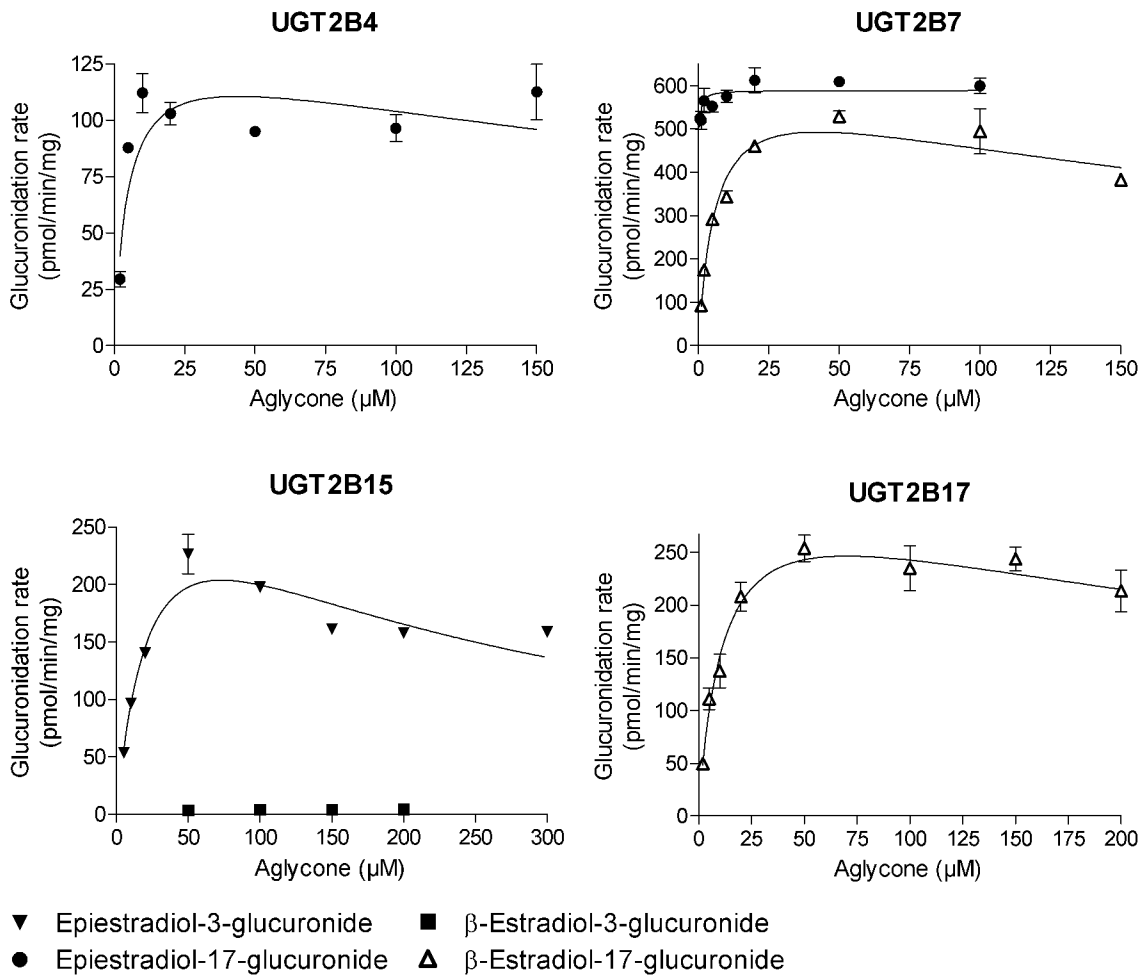 UGT2B4
Glucuronidation rate
(pmol/min/mg)
125
100
75
50
25
0
0 25 50 75 100 125 150
Aglycone (µM)
UGT2B7
Glucuronidation rate
(pmol/min/mg)
600
500
400
300
200
100
0
0 25 50 75 100 125 150
Aglycone (µM)
UGT2B15
Glucuronidation rate
(pmol/min/mg)
250
200
150
100
50
0
0 50 100 150 200 250 300
Aglycone (µM)
UGT2B17
Glucuronidation rate
(pmol/min/mg)
250
200
150
100
50
0
0 25 50 75 100 125 150 175 200
Aglycone (µM)
Epiestradiol-3-glucuronide
β-Estradiol-3-glucuronide
Epiestradiol-17-glucuronide
β-Estradiol-17-glucuronide